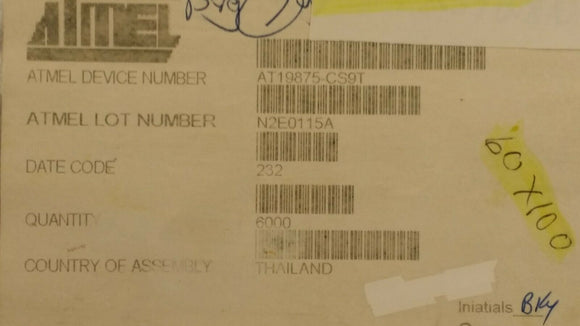 ATMEL
ATMEL DEVICE NUMBER AT19875-CS9T
ATMEL LOT NUMBER N2E0115A
DATE CODE 232
60 X 100
QUANTITY 6000
COUNTRY OF ASSEMBLY THAILAND
Iniatials BKy